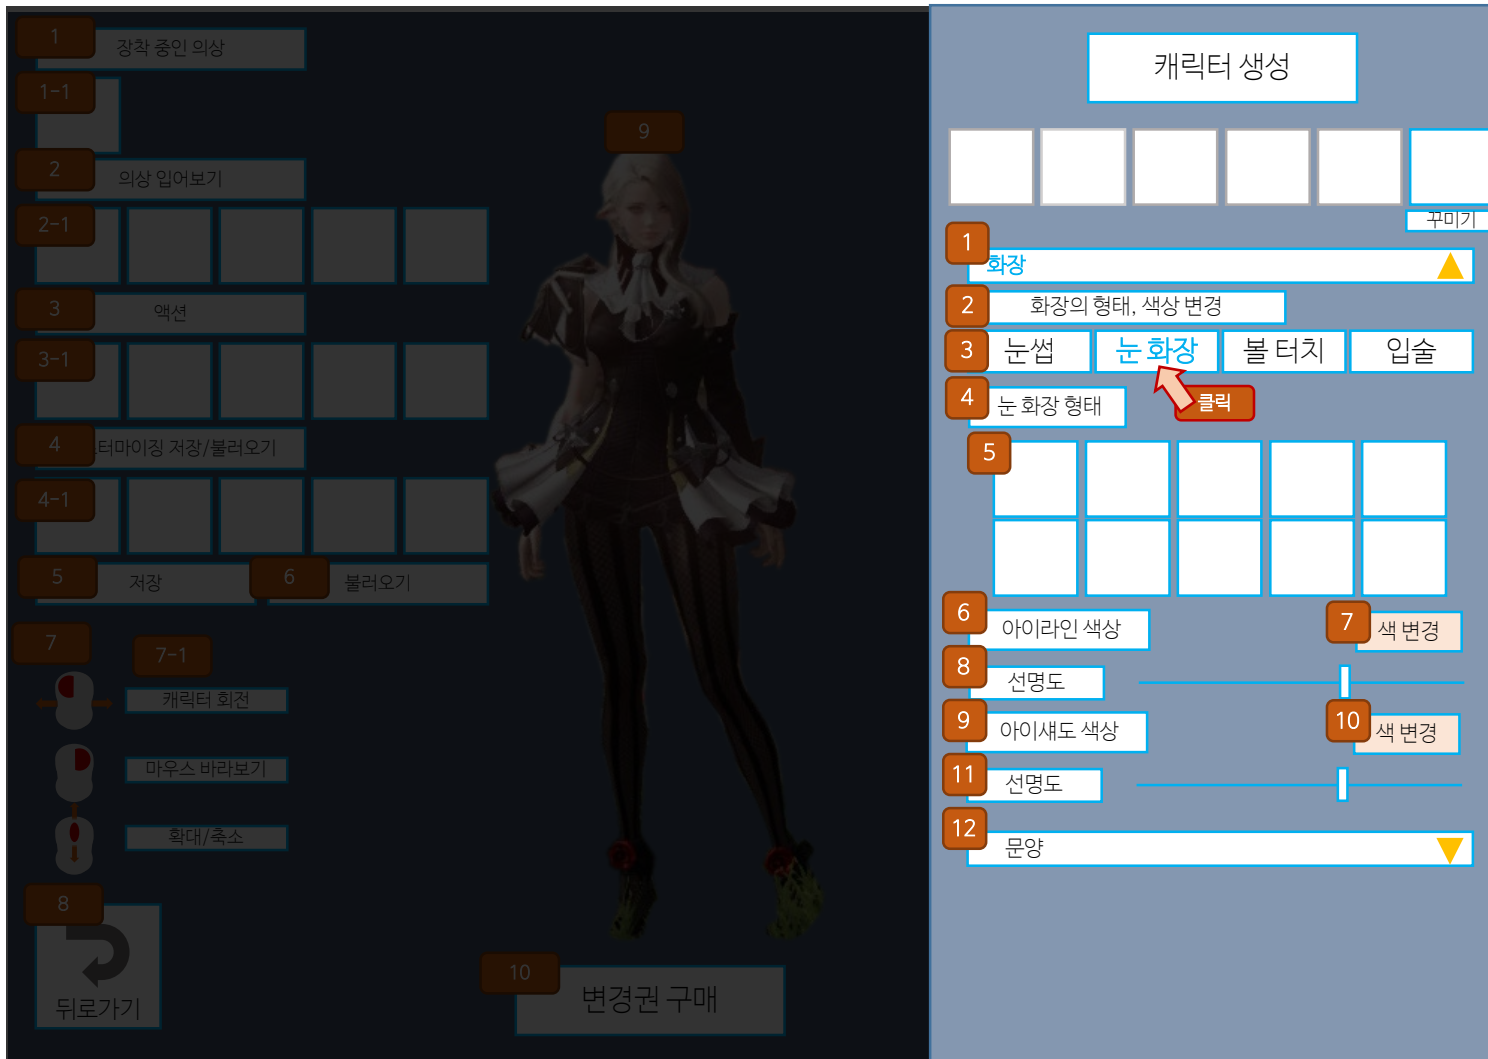 1
장착 중인 의상
1-1
2
의상 입어보기
2-1
3
액션
3-1
4
터마이징 저장/불러오기
4-1
5
저장
6
불러오기
7
7-1
캐릭터 회전
마우스 바라보기
확대/축소
8
뒤로가기
9
10
변경권 구매
캐릭터 생성
꾸미기
1
화장
2
화장의 형태, 색상 변경
3
눈썹
눈 화장
볼 터치
입술
클릭
4
눈 화장 형태
5
6
아이라인 색상
7
색 변경
8
선명도
9
아이섀도 색상
10
색 변경
11
선명도
12
문양